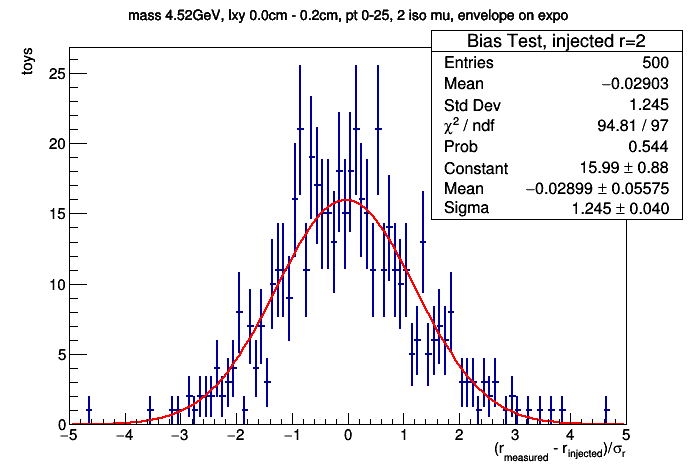 mass 4.52GeV, lxy 0.0cm - 0.2cm, pt 0-25, 2 iso mu, envelope on expo
toys
Bias Test, injected r=2
Entries 500
Mean −0.02903
Std Dev 1.245
χ² / ndf 94.81 / 97
Prob 0.544
Constant 15.99 ± 0.88
Mean −0.02899 ± 0.05575
Sigma 1.245 ± 0.040
20
15
10
5
0
−5 −4 −3 −2 −1 0 1 2 3 4 5
(r_measured - r_injected)/σ_r